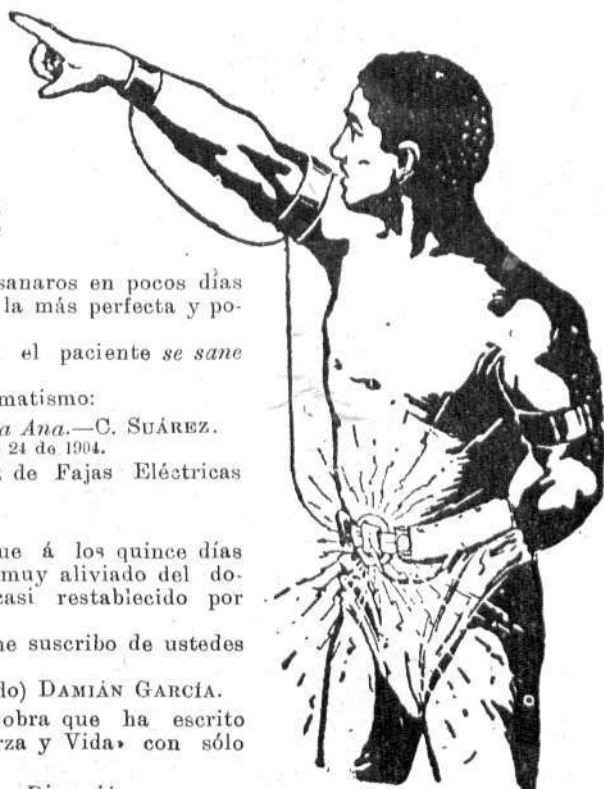 sanaros en pocos días
la más perfecta y po-
el paciente se sane
matismo:
a Ana.—C. SUÁREZ.
24 de 1904.
de Fajas Eléctricas
ue á los quince días
muy aliviado del do-
casi restablecido por
ne suscribo de ustedes
do) DAMIÁN GARCÍA.
obra que ha escrito
rza y Vida» con sólo